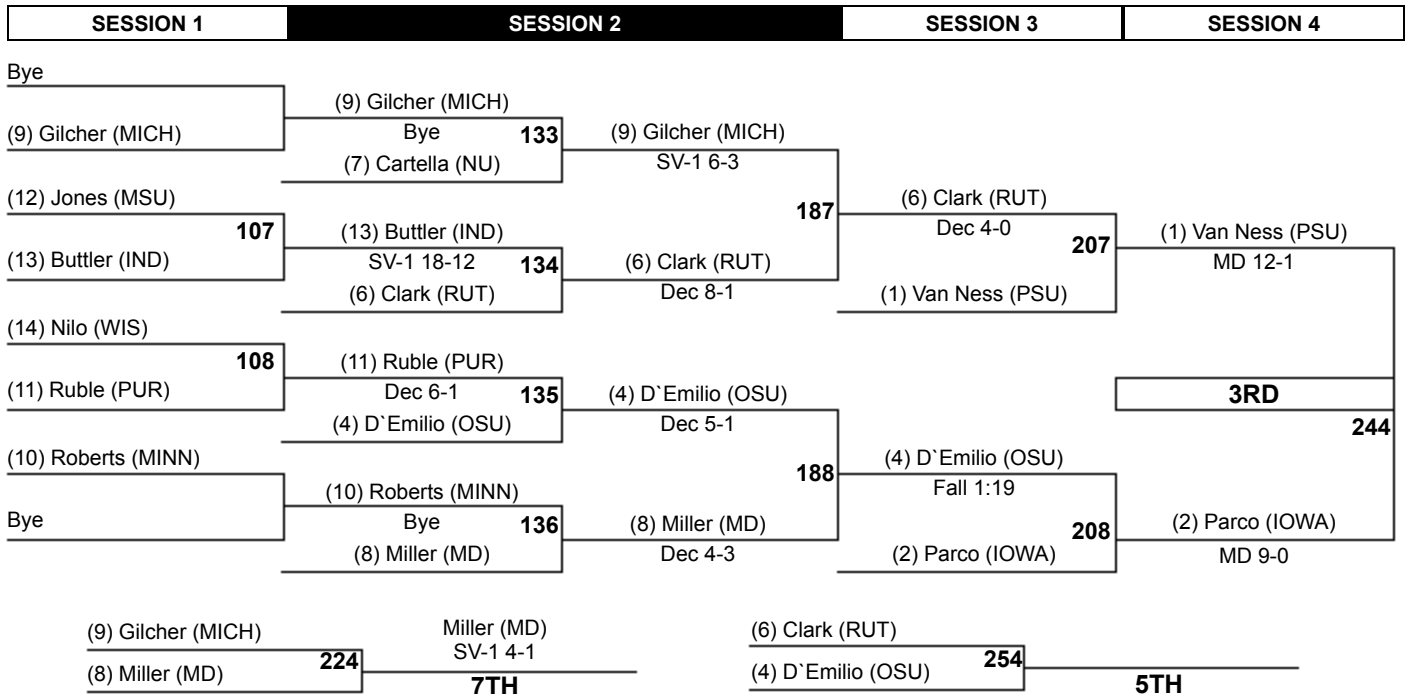 SESSION 1 SESSION 2 SESSION 3 SESSION 4
Bye
(9) Gilcher (MICH)
(12) Jones (MSU)
107
(13) Buttler (IND)
(14) Nilo (WIS)
108
(11) Ruble (PUR)
(10) Roberts (MINN)
Bye
(9) Gilcher (MICH)
Bye 133
(7) Cartella (NU)
(13) Buttler (IND)
SV-1 18-12 134
(6) Clark (RUT)
(11) Ruble (PUR)
Dec 6-1 135
(4) D`Emilio (OSU)
(10) Roberts (MINN)
Bye 136
(8) Miller (MD)
(9) Gilcher (MICH)
SV-1 6-3
187
(6) Clark (RUT)
Dec 8-1
(4) D`Emilio (OSU)
Dec 5-1
188
(8) Miller (MD)
Dec 4-3
(6) Clark (RUT)
Dec 4-0
207
(1) Van Ness (PSU)
(4) D`Emilio (OSU)
Fall 1:19
208
(2) Parco (IOWA)
(1) Van Ness (PSU)
MD 12-1
3RD
244
(2) Parco (IOWA)
MD 9-0
(9) Gilcher (MICH)
224
(8) Miller (MD)
Miller (MD)
SV-1 4-1
7TH
(6) Clark (RUT)
254
(4) D`Emilio (OSU)
5TH